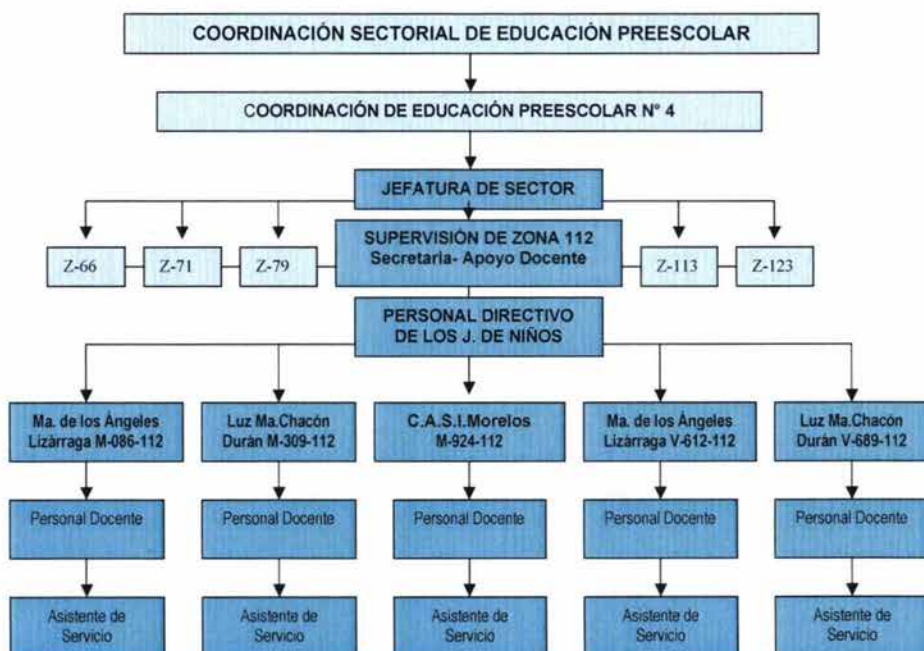 COORDINACIÓN SECTORIAL DE EDUCACIÓN PREESCOLAR
COORDINACIÓN DE EDUCACIÓN PREESCOLAR N° 4
JEFATURA DE SECTOR
Z-66
Z-71
Z-79
SUPERVISIÓN DE ZONA 112
Secretaria- Apoyo Docente
Z-113
Z-123
PERSONAL DIRECTIVO
DE LOS J. DE NIÑOS
Ma. de los Ángeles
Lizárraga M-086-112
Luz Ma.Chacón
Durán M-309-112
C.A.S.I.Morelos
M-924-112
Ma. de los Ángeles
Lizárraga V-612-112
Luz Ma.Chacón
Durán V-689-112
Personal Docente
Personal Docente
Personal Docente
Personal Docente
Personal Docente
Asistente de
Servicio
Asistente de
Servicio
Asistente de
Servicio
Asistente de
Servicio
Asistente de
Servicio